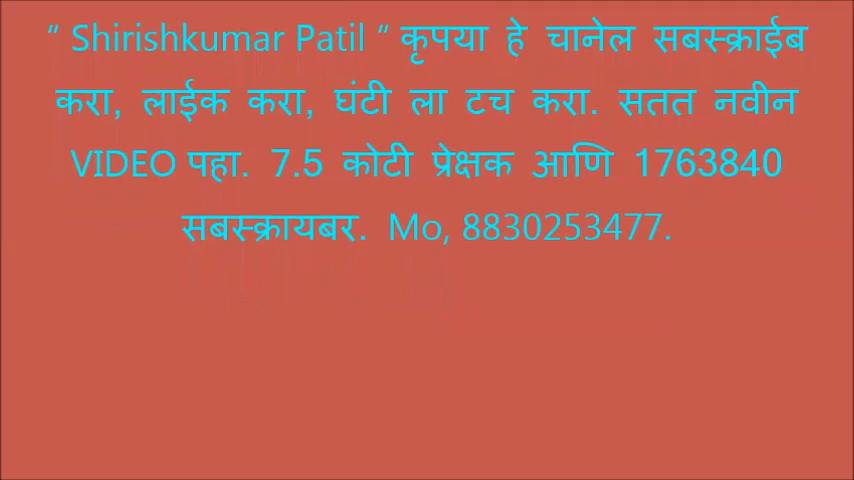 “ Shirishkumar Patil “ कृपया हे चानेल सबस्क्राईब
करा, लाईक करा, घंटी ला टच करा. सतत नवीन
VIDEO पहा. 7.5 कोटी प्रेक्षक आणि 1763840
सबस्क्रायबर. Mo, 8830253477.